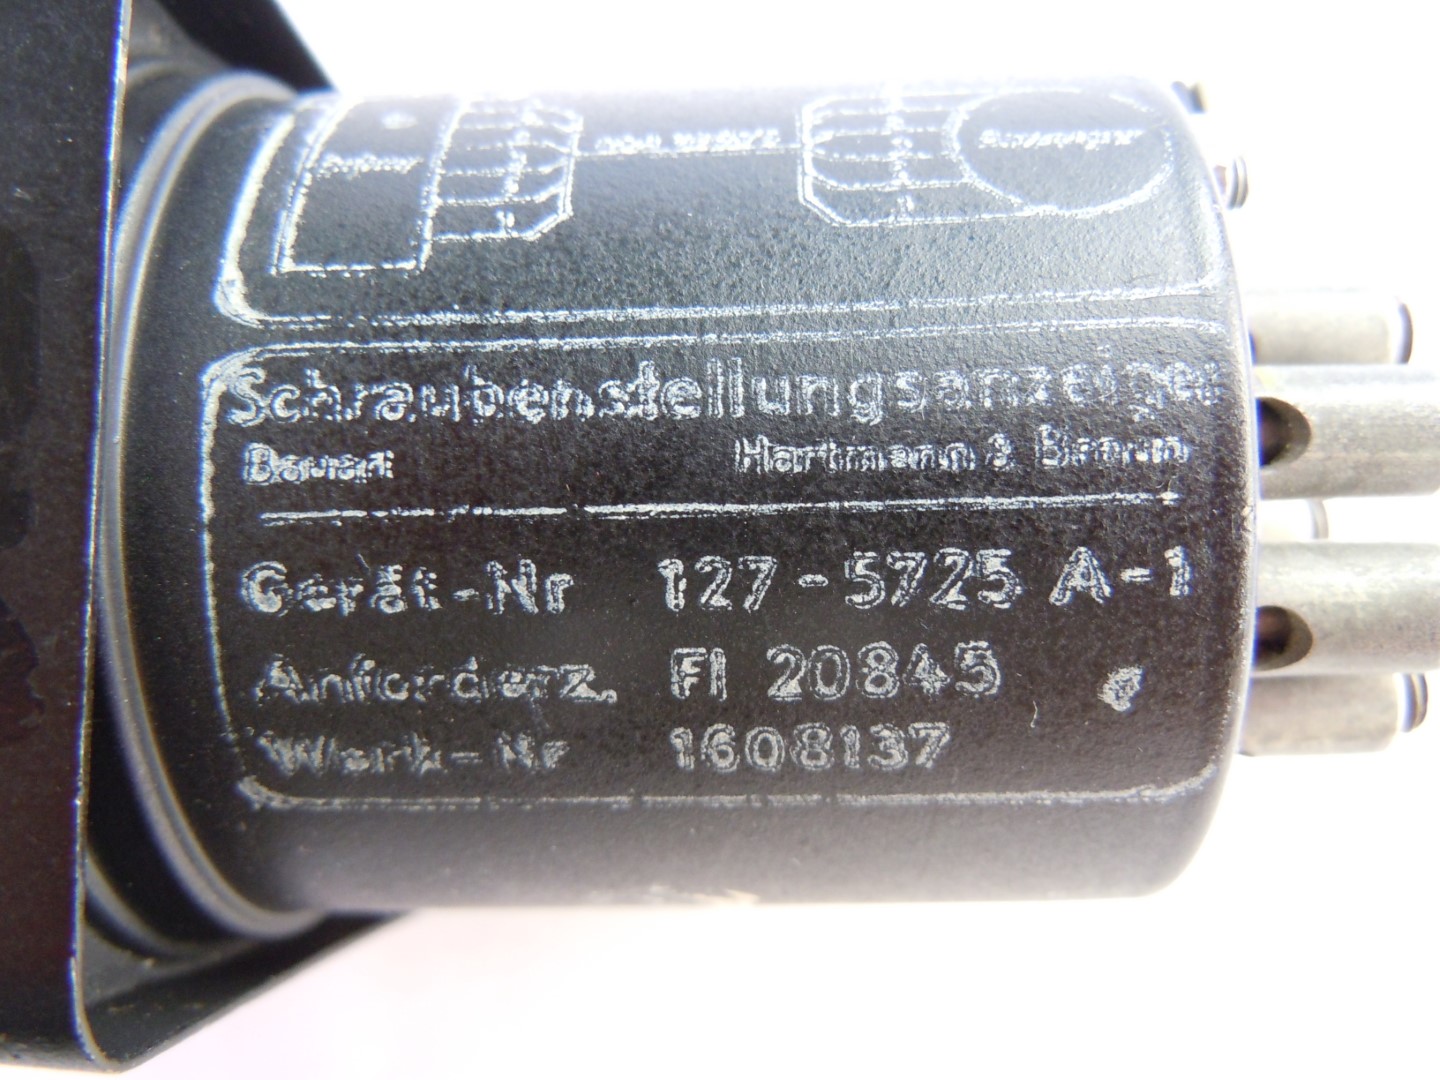 Schraubenstellungsanzeiger
Bauart Hartmann & Braun
Gerät-Nr 127-5725 A-1
Anforderz. Fl 20845
Werk-Nr 1608137